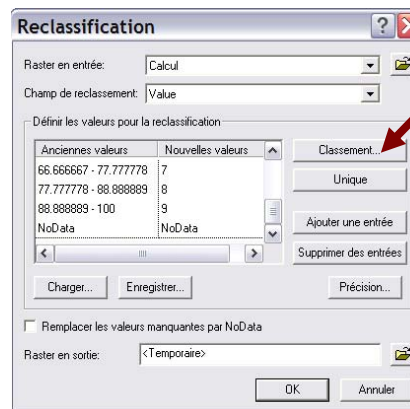 Reclassification
Raster en entrée: Calcul
Champ de reclassement: Value
Définir les valeurs pour la reclassification
Anciennes valeurs Nouvelles valeurs
66.666667 - 77.777778 7
77.777778 - 88.888889 8
88.888889 - 100 9
NoData NoData
Classement...
Unique
Ajouter une entrée
Supprimer des entrées
Charger... Enregistrer... Précision...
Remplacer les valeurs manquantes par NoData
Raster en sortie: <Temporaire>
OK Annuler